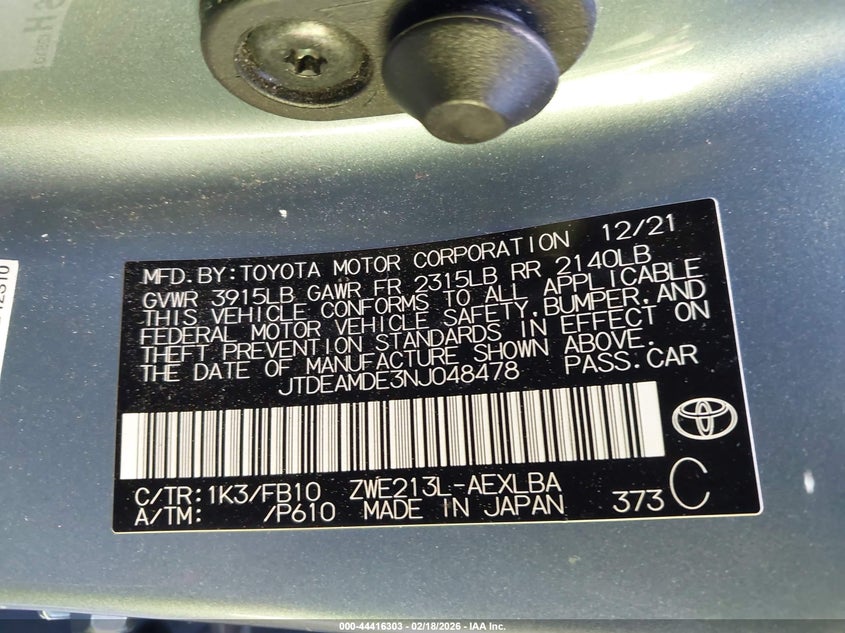 MFD.BY:TOYOTA MOTOR CORPORATION 12/21
GVWR 3915LB GAWR FR 2315LB RR 2140LB
THIS VEHICLE CONFORMS TO ALL APPLICABLE
FEDERAL MOTOR VEHICLE SAFETY,BUMPER,AND
THEFT PREVENTION STANDARDS IN EFFECT ON
THE DATE OF MANUFACTURE SHOWN ABOVE.
JTDEAMDE3NJ048478 PASS.CAR
C/TR:1K3/FB10 ZWE213L-AEXLBA
A/TM: /P610 MADE IN JAPAN 373 C
000-44416303 - 02/18/2026 - IAA Inc.